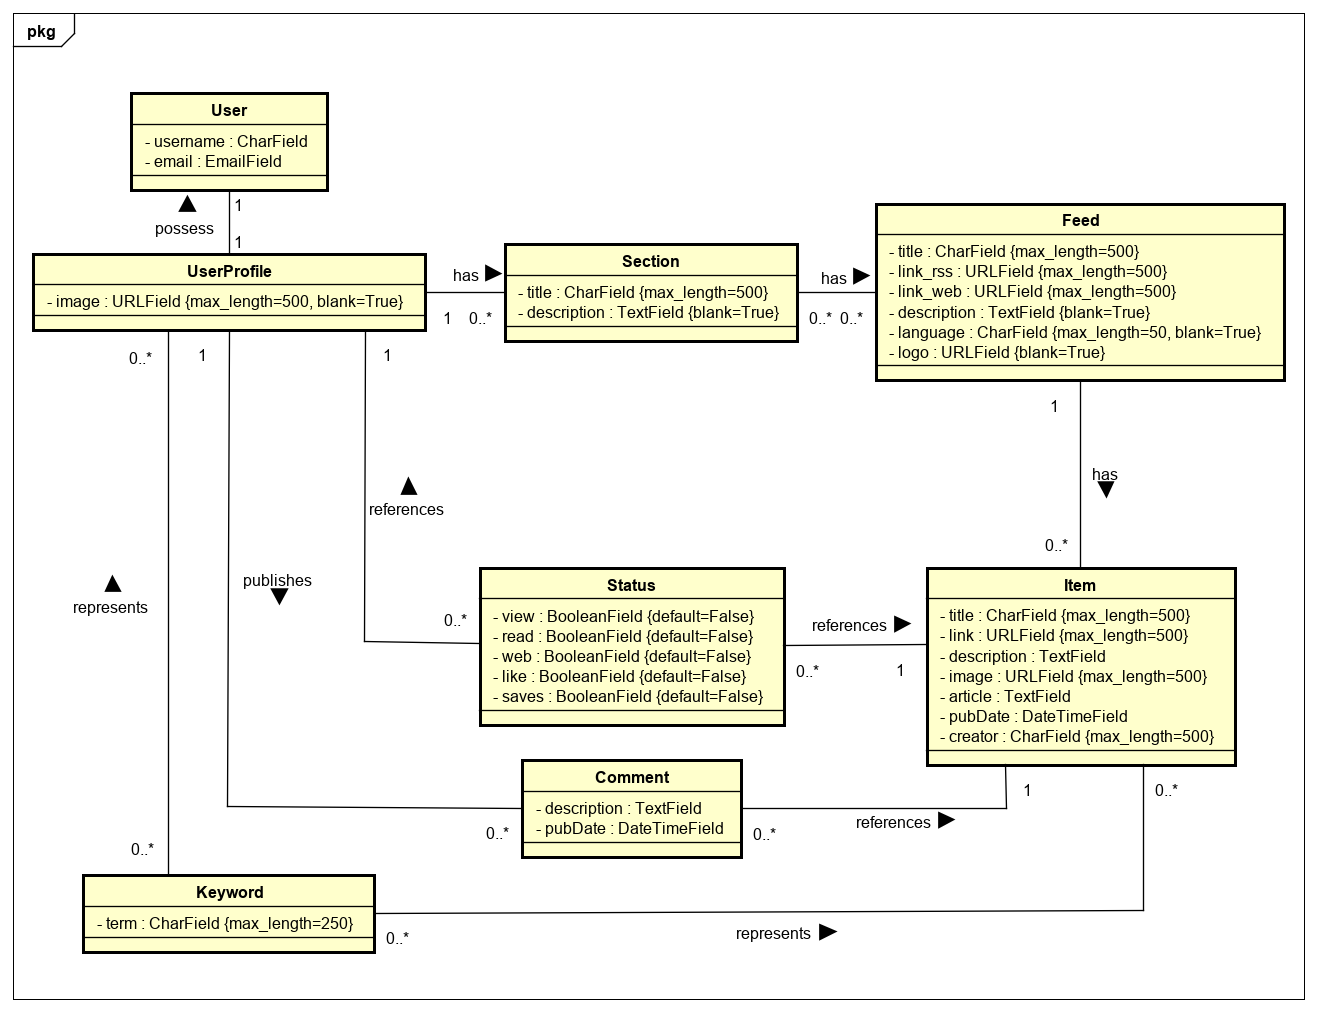 pkg
User
- username : CharField
- email : EmailField
possess
1
1
UserProfile
- image : URLField {max_length=500, blank=True}
has
1
0..*
Section
- title : CharField {max_length=500}
- description : TextField {blank=True}
has
0..*
0..*
Feed
- title : CharField {max_length=500}
- link_rss : URLField {max_length=500}
- link_web : URLField {max_length=500}
- description : TextField {blank=True}
- language : CharField {max_length=50, blank=True}
- logo : URLField {blank=True}
0..*
1
1
1
has
0..*
references
represents
publishes
0..*
Status
- view : BooleanField {default=False}
- read : BooleanField {default=False}
- web : BooleanField {default=False}
- like : BooleanField {default=False}
- saves : BooleanField {default=False}
references
0..*
1
Item
- title : CharField {max_length=500}
- link : URLField {max_length=500}
- description : TextField
- image : URLField {max_length=500}
- article : TextField
- pubDate : DateTimeField
- creator : CharField {max_length=500}
Comment
- description : TextField
- pubDate : DateTimeField
0..*
0..*
references
1
0..*
0..*
Keyword
- term : CharField {max_length=250}
0..*
represents